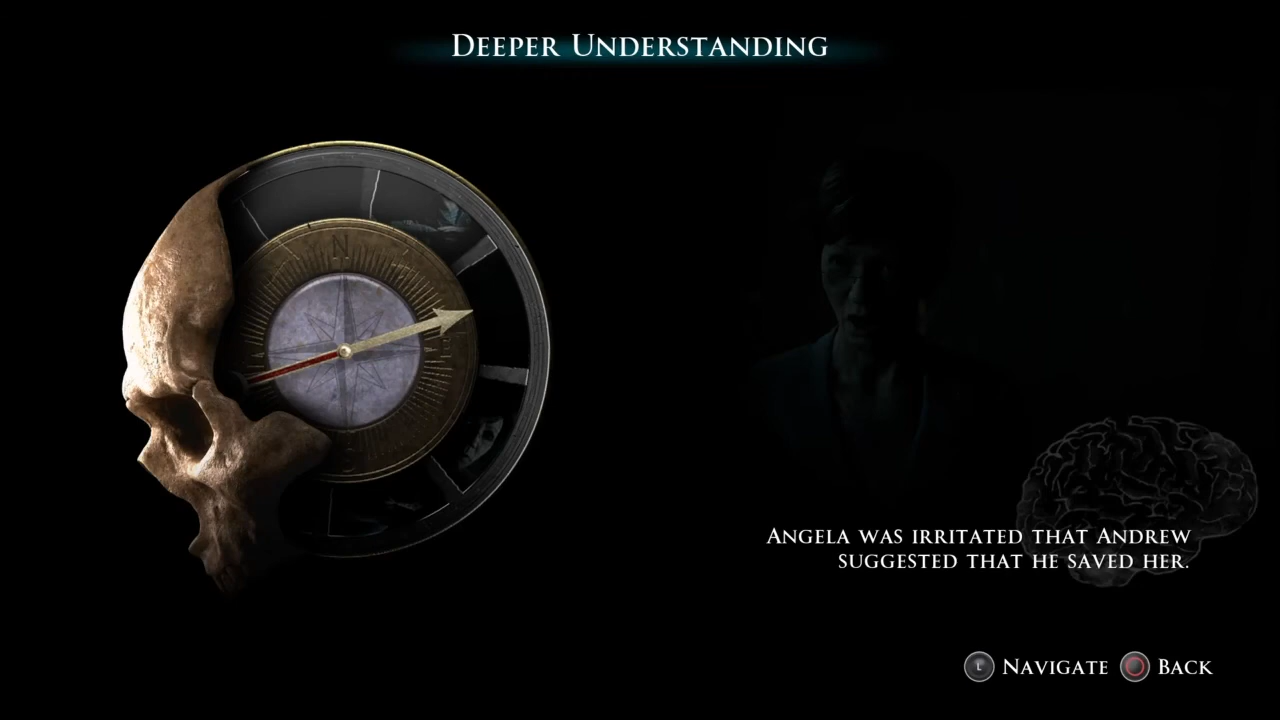 Deeper Understanding
N
Angela was irritated that Andrew
suggested that he saved her.
L Navigate Back